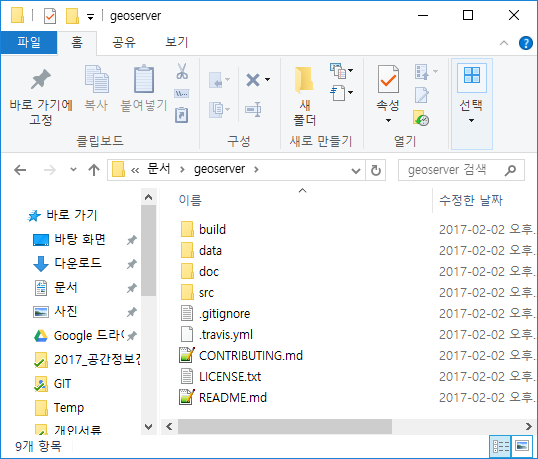 geoserver
파일
홈
공유
보기
바로 가기에
고정
복사
붙여넣기
새
폴더
속성
선택
클립보드
구성
새로 만들기
열기
« 문서 › geoserver ›
geoserver 검색
이름
수정한 날짜
바로 가기
바탕 화면
다운로드
문서
사진
Google 드라이
2017_공간정보전
GIT
Temp
개인서류
build
2017-02-02 오후
data
2017-02-02 오후
doc
2017-02-02 오후
src
2017-02-02 오후
.gitignore
2017-02-02 오후
.travis.yml
2017-02-02 오후
CONTRIBUTING.md
2017-02-02 오후
LICENSE.txt
2017-02-02 오후
README.md
2017-02-02 오후
9개 항목